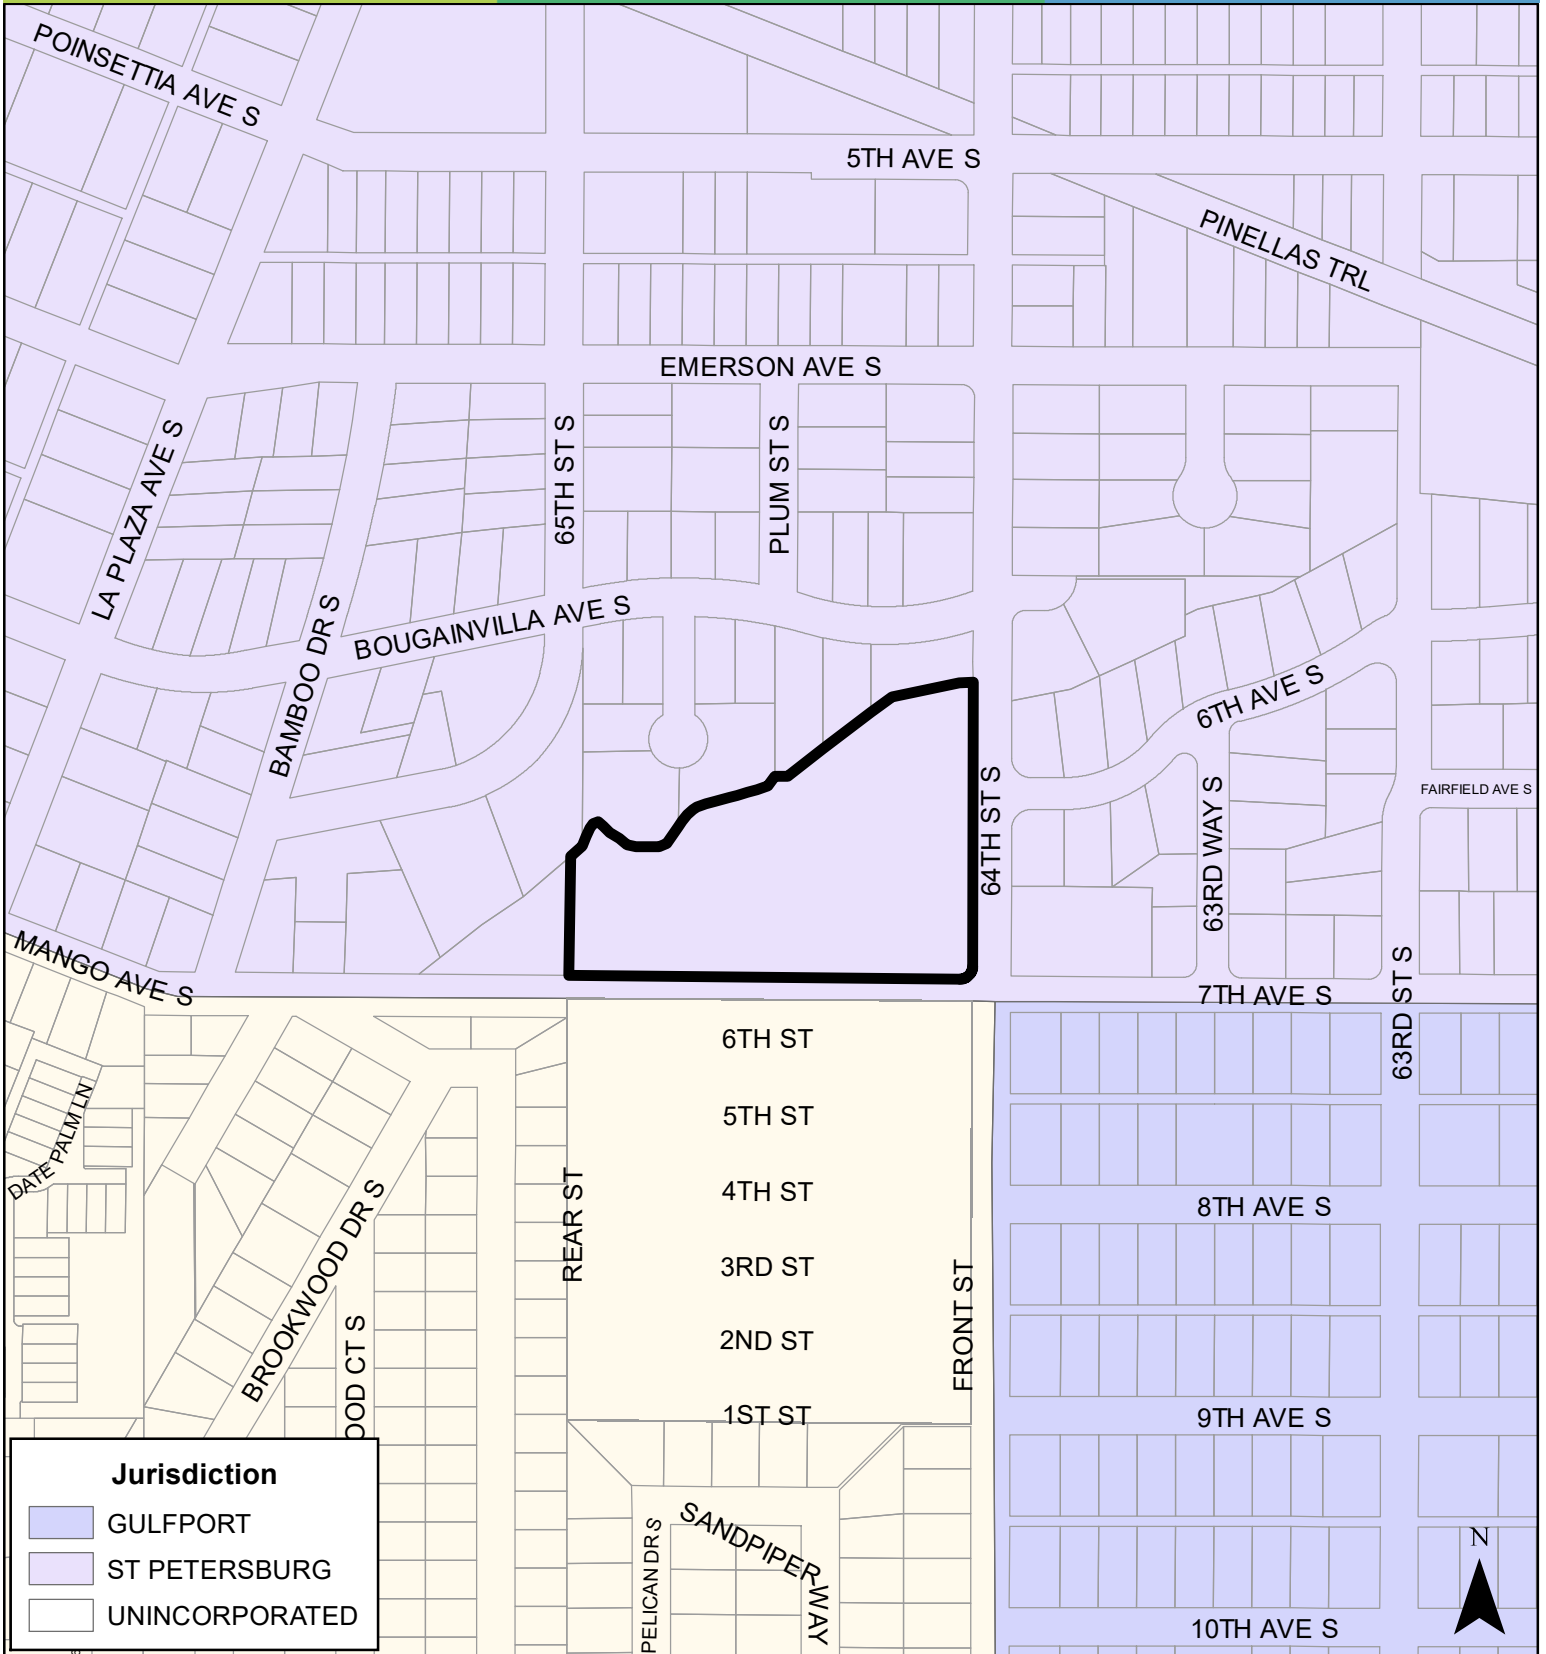 POINSETTIA AVE S
5TH AVE S
PINELLAS TRL
EMERSON AVE S
LA PLAZA AVE S
65TH ST S
PLUM ST S
BAMBOO DR S
BOUGAINVILLA AVE S
6TH AVE S
64TH ST S
63RD WAY S
FAIRFIELD AVE S
MANGO AVE S
7TH AVE S
63RD ST S
6TH ST
5TH ST
DATE PALM LN
4TH ST
8TH AVE S
REAR ST
BROOKWOOD DR S
3RD ST
FRONT ST
2ND ST
OOD CT S
1ST ST
9TH AVE S
Jurisdiction
GULFPORT
ST PETERSBURG
UNINCORPORATED
PELICAN DR S
SANDPIPER WAY
N
10TH AVE S